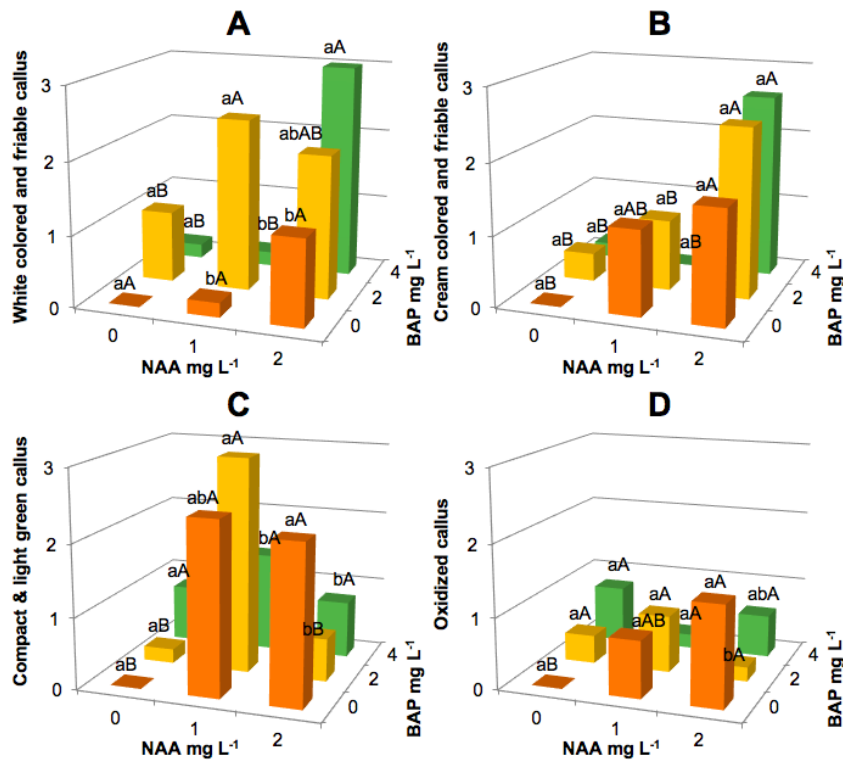 A
White colored and friable callus
3
2
1
0
aA
aA
abAB
aB
aB
bB
bA
aA
bA
0
1
2
NAA mg L-1
0
2
4
BAP mg L-1
B
Cream colored and friable callus
3
2
1
0
aA
aA
aA
aB
aAB
aB
aB
aB
aB
0
1
2
NAA mg L-1
0
2
4
BAP mg L-1
C
Compact & light green callus
3
2
1
0
aA
abA
aA
bA
aA
bA
aB
bB
aB
0
1
2
NAA mg L-1
0
2
4
BAP mg L-1
D
Oxidized callus
3
2
1
0
aA
aA
aA
abA
aA
aAB
aA
bA
aB
0
1
2
NAA mg L-1
0
2
4
BAP mg L-1